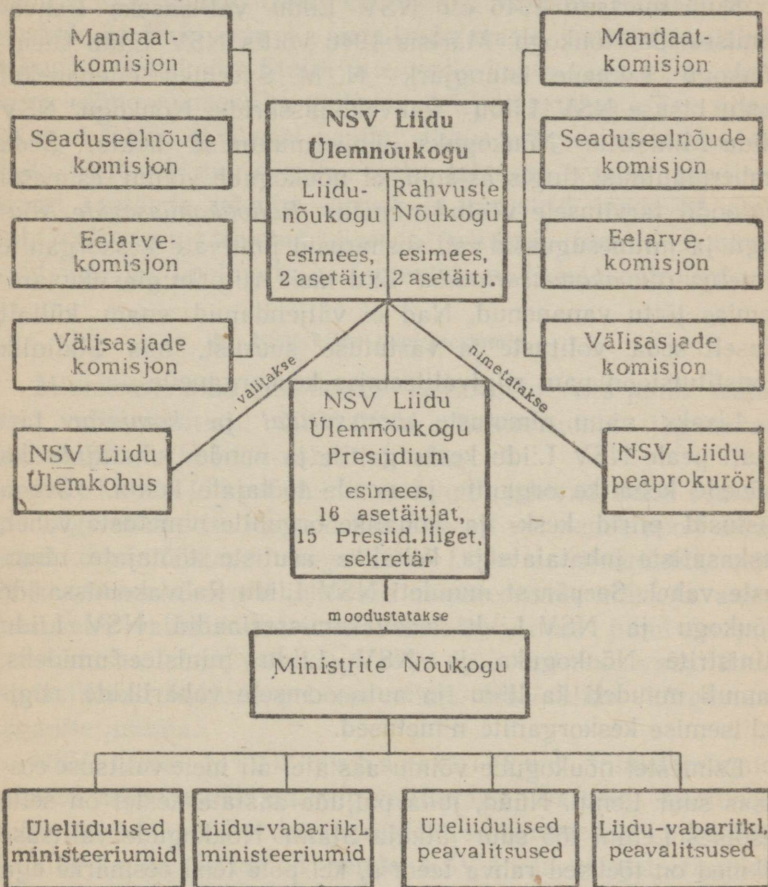 Mandaat-
komisjon
Seaduseelnõude
komisjon
Eelarve-
komisjon
Välisasjade
komisjon
NSV Liidu
Ülemnõukogu
Liidu-
nõukogu
esimees,
2 asetäitj.
Rahvuste
Nõukogu
esimees,
2 asetäitj.
Mandaat-
komisjon
Seaduseelnõude
komisjon
Eelarve-
komisjon
Välisasjade
komisjon
valitakse
nimetatakse
NSV Liidu
Ülemkohus
NSV Liidu
Ülemnõukogu
Presiidium
esimees,
16 asetäitjat,
15 Presiid.liiget,
sekretär
NSV Liidu
peaprokurör
moodustatakse
Ministrite Nõukogu
Üleliidulised
ministeeriumid
Liidu-vabariikl.
ministeeriumid
Üleliidulised
peavalitsused
Liidu-vabariikl.
peavalitsused